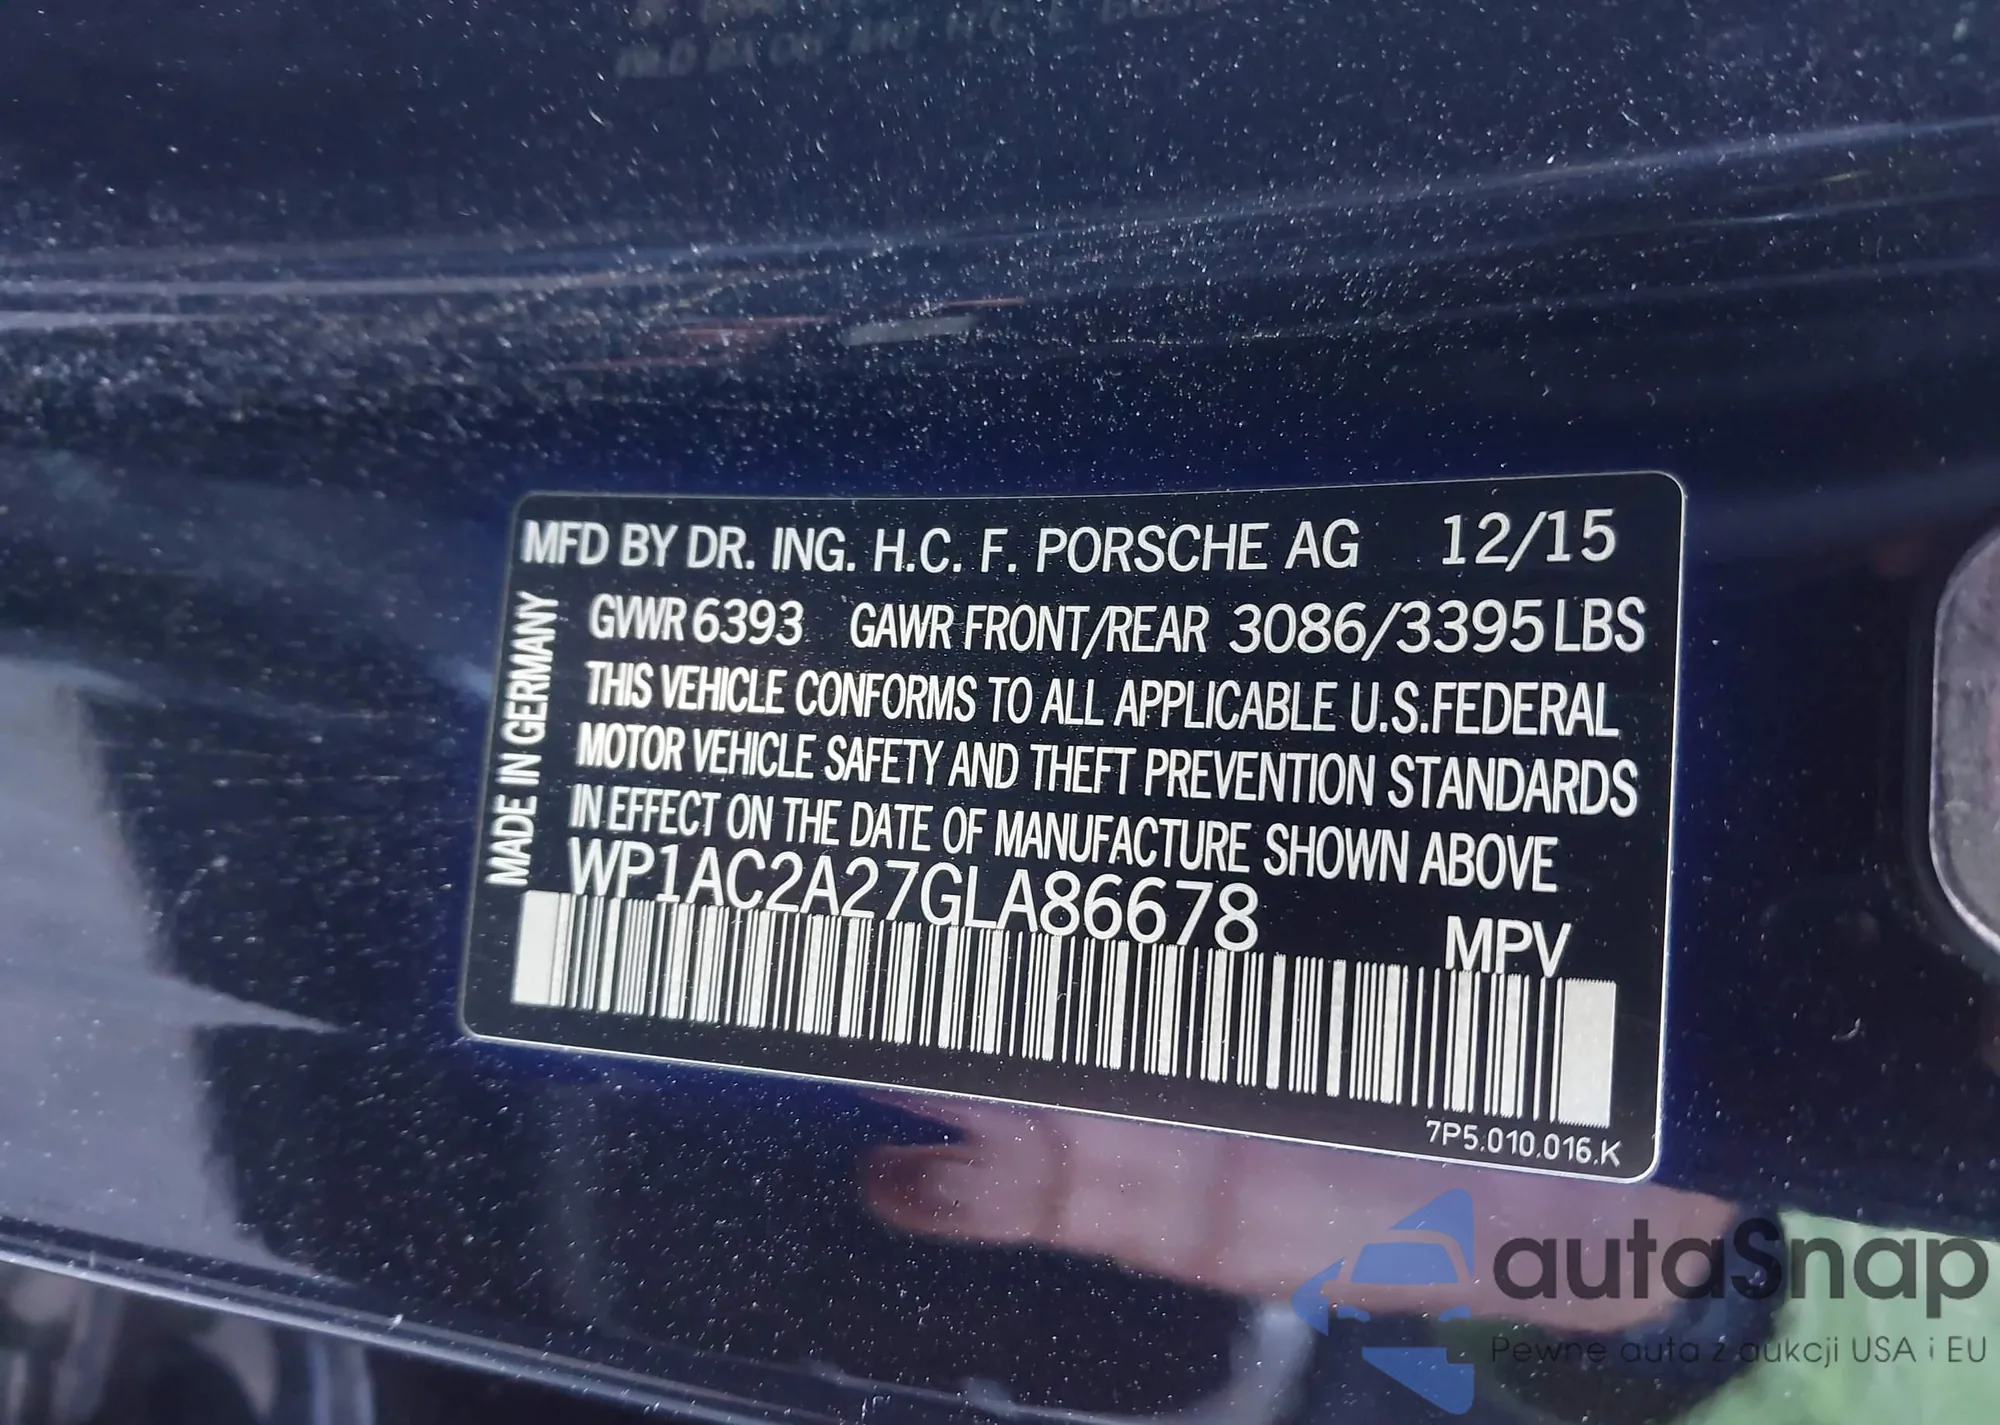 MFD BY DR. ING. H.C. F. PORSCHE AG 12/15
GVWR 6393 GAWR FRONT/REAR 3086/3395 LBS
THIS VEHICLE CONFORMS TO ALL APPLICABLE U.S.FEDERAL
MOTOR VEHICLE SAFETY AND THEFT PREVENTION STANDARDS
IN EFFECT ON THE DATE OF MANUFACTURE SHOWN ABOVE
WP1AC2A27GLA86678
MPV
MADE IN GERMANY
7P5.010.016.K
autaSnap
Pewne auta z aukcji USA i EU